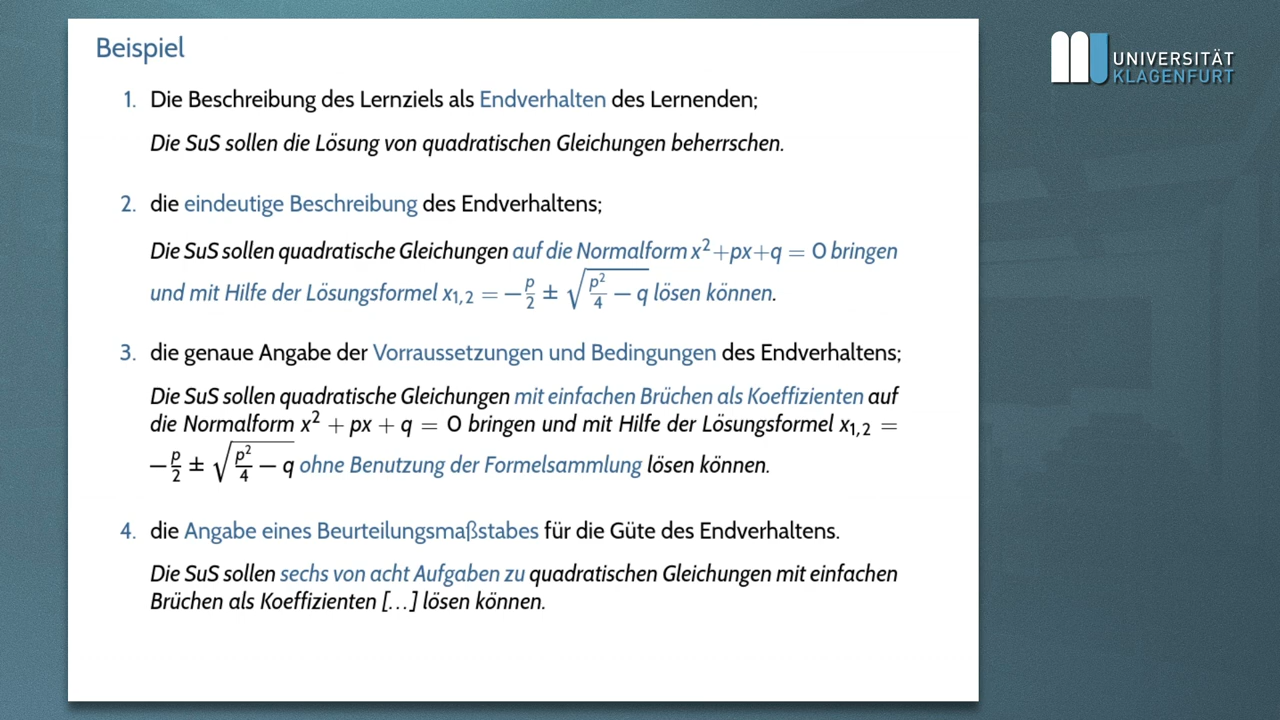 Beispiel
UNIVERSITÄT
KLAGENFURT
1. Die Beschreibung des Lernziels als Endverhalten des Lernenden;
Die SuS sollen die Lösung von quadratischen Gleichungen beherrschen.
2. die eindeutige Beschreibung des Endverhaltens;
Die SuS sollen quadratische Gleichungen auf die Normalform x²+px+q = 0 bringen
und mit Hilfe der Lösungsformel x₁,₂ = −p/2 ± √(p²/4 − q) lösen können.
3. die genaue Angabe der Vorraussetzungen und Bedingungen des Endverhaltens;
Die SuS sollen quadratische Gleichungen mit einfachen Brüchen als Koeffizienten auf
die Normalform x² + px + q = 0 bringen und mit Hilfe der Lösungsformel x₁,₂ =
−p/2 ± √(p²/4 − q) ohne Benutzung der Formelsammlung lösen können.
4. die Angabe eines Beurteilungsmaßstabes für die Güte des Endverhaltens.
Die SuS sollen sechs von acht Aufgaben zu quadratischen Gleichungen mit einfachen
Brüchen als Koeffizienten [...] lösen können.